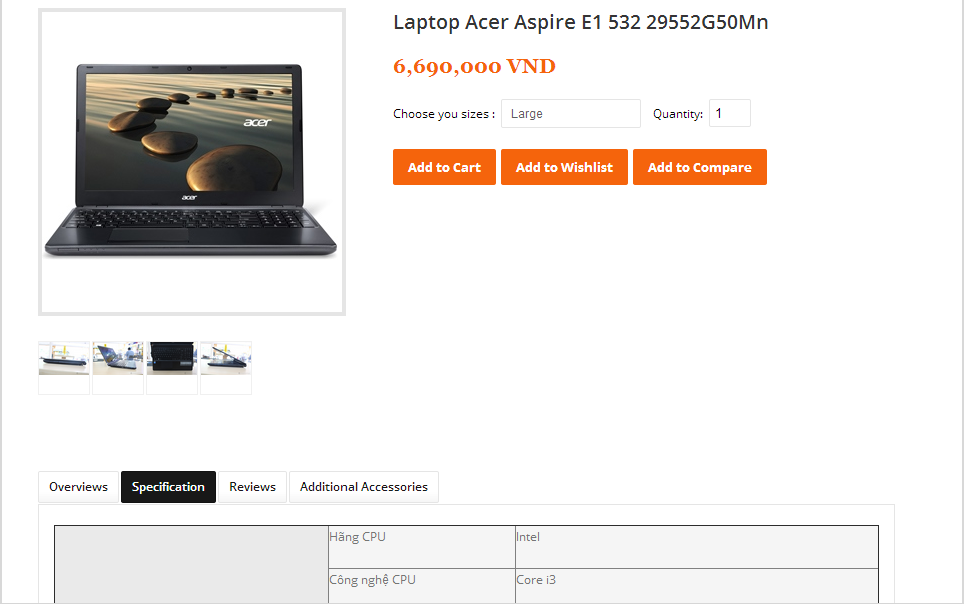 Laptop Acer Aspire E1 532 29552G50Mn
6,690,000 VND
Choose you sizes : Large Quantity: 1
Add to Cart Add to Wishlist Add to Compare
acer
acer
Overviews Specification Reviews Additional Accessories
Hãng CPU Intel
Công nghệ CPU Core i3